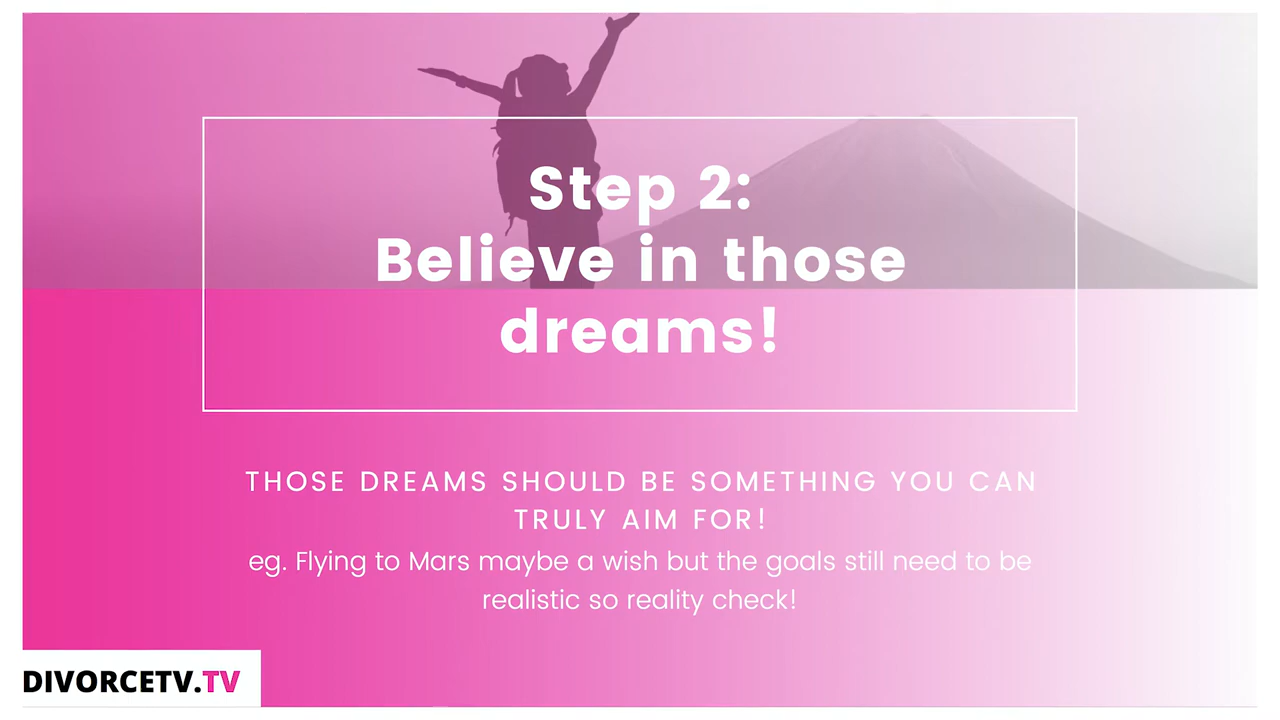 Step 2:
Believe in those
dreams!
THOSE DREAMS SHOULD BE SOMETHING YOU CAN
TRULY AIM FOR!
eg. Flying to Mars maybe a wish but the goals still need to be
realistic so reality check!
DIVORCETV.TV